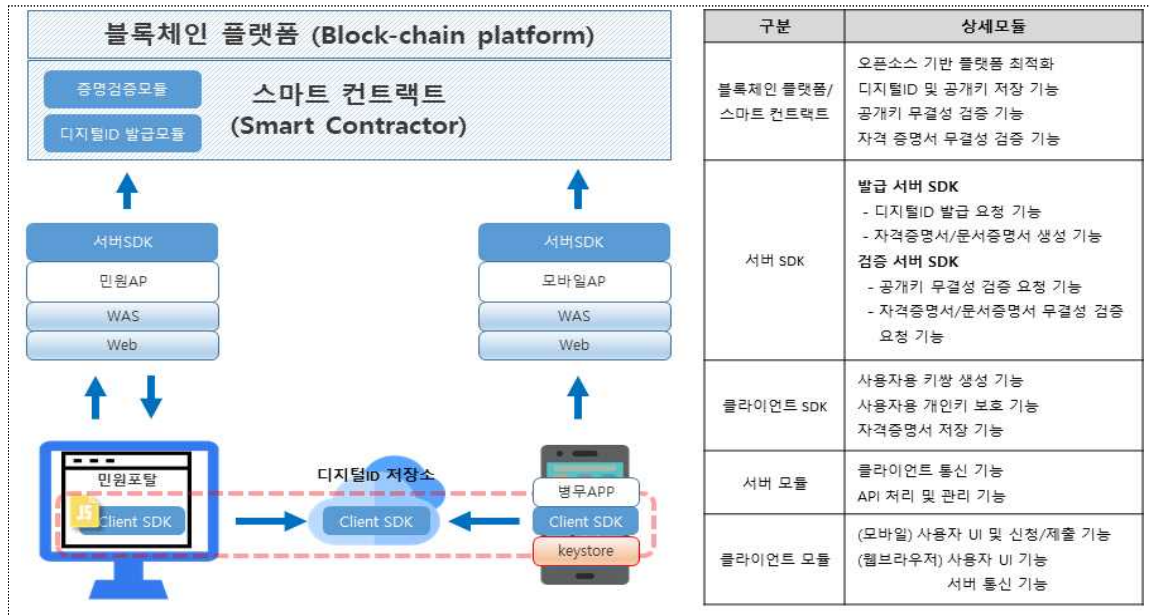 블록체인 플랫폼 (Block-chain platform)
증명검증모듈
디지털ID 발급모듈
스마트 컨트랙트
(Smart Contractor)
서버SDK
민원AP
WAS
Web
서버SDK
모바일AP
WAS
Web
민원포탈
JS
Client SDK
디지털ID 저장소
Client SDK
병무APP
Client SDK
keystore
구분 상세모듈
블록체인 플랫폼/
스마트 컨트랙트
오픈소스 기반 플랫폼 최적화
디지털ID 및 공개키 저장 기능
공개키 무결성 검증 기능
자격 증명서 무결성 검증 기능
서버 SDK
발급 서버 SDK
- 디지털ID 발급 요청 기능
- 자격증명서/문서증명서 생성 기능
검증 서버 SDK
- 공개키 무결성 검증 요청 기능
- 자격증명서/문서증명서 무결성 검증
요청 기능
클라이언트 SDK
사용자용 키쌍 생성 기능
사용자용 개인키 보호 기능
자격증명서 저장 기능
서버 모듈
클라이언트 통신 기능
API 처리 및 관리 기능
클라이언트 모듈
(모바일) 사용자 UI 및 신청/제출 기능
(웹브라우저) 사용자 UI 기능
서버 통신 기능